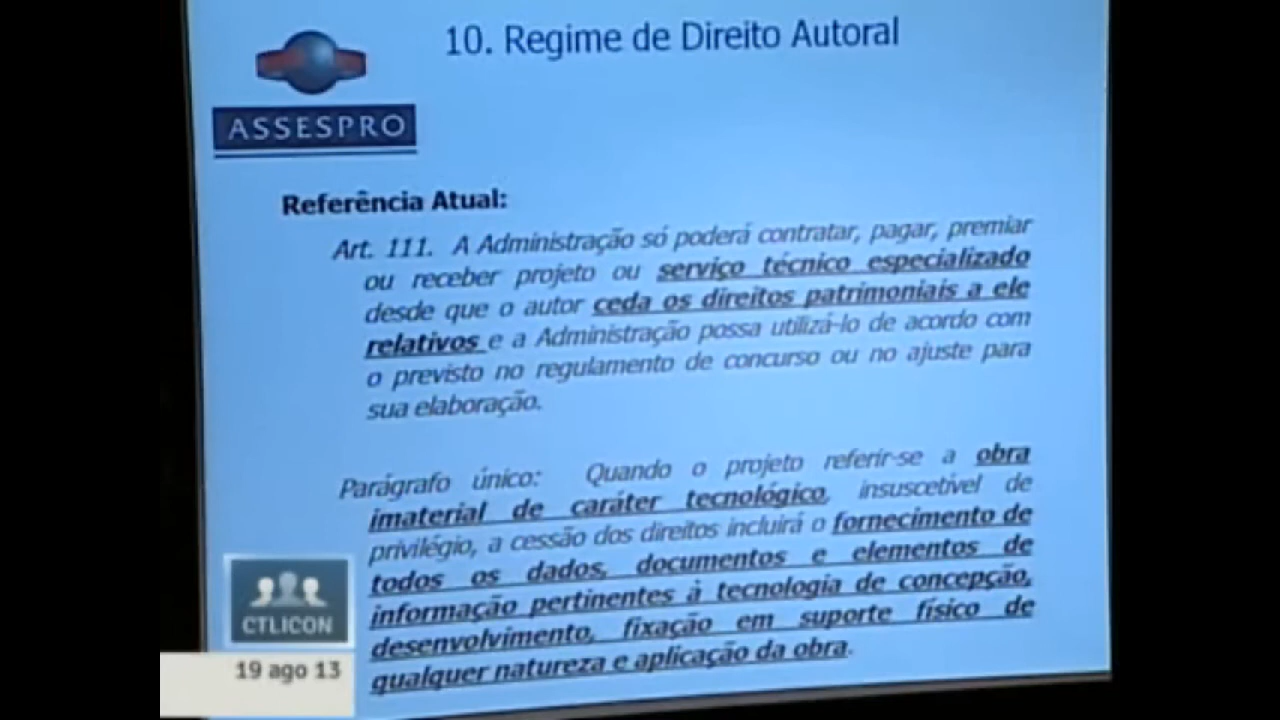 10. Regime de Direito Autoral
ASSESPRO
Referência Atual:
Art. 111. A Administração só poderá contratar, pagar, premiar
ou receber projeto ou serviço técnico especializado
desde que o autor ceda os direitos patrimoniais a ele
relativos e a Administração possa utilizá-lo de acordo com
o previsto no regulamento de concurso ou no ajuste para
sua elaboração.
Parágrafo único: Quando o projeto referir-se a obra
imaterial de caráter tecnológico, insuscetível de
privilégio, a cessão dos direitos incluirá o fornecimento de
todos os dados, documentos e elementos de
informação pertinentes à tecnologia de concepção,
desenvolvimento, fixação em suporte físico de
qualquer natureza e aplicação da obra.
CTLICON
19 ago 13